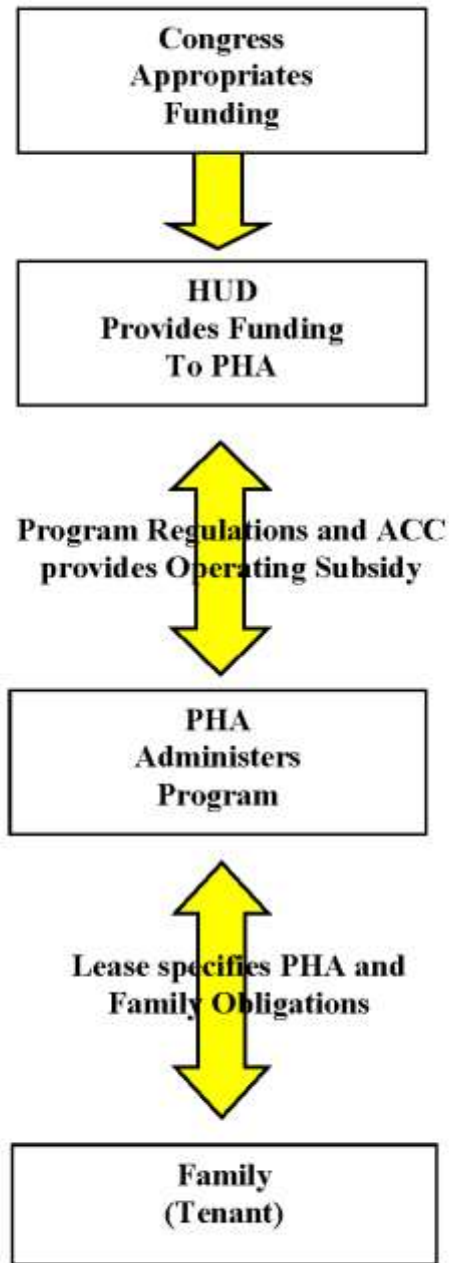 Congress
Appropriates
Funding
HUD
Provides Funding
To PHA
Program Regulations and ACC
provides Operating Subsidy
PHA
Administers
Program
Lease specifies PHA and
Family Obligations
Family
(Tenant)